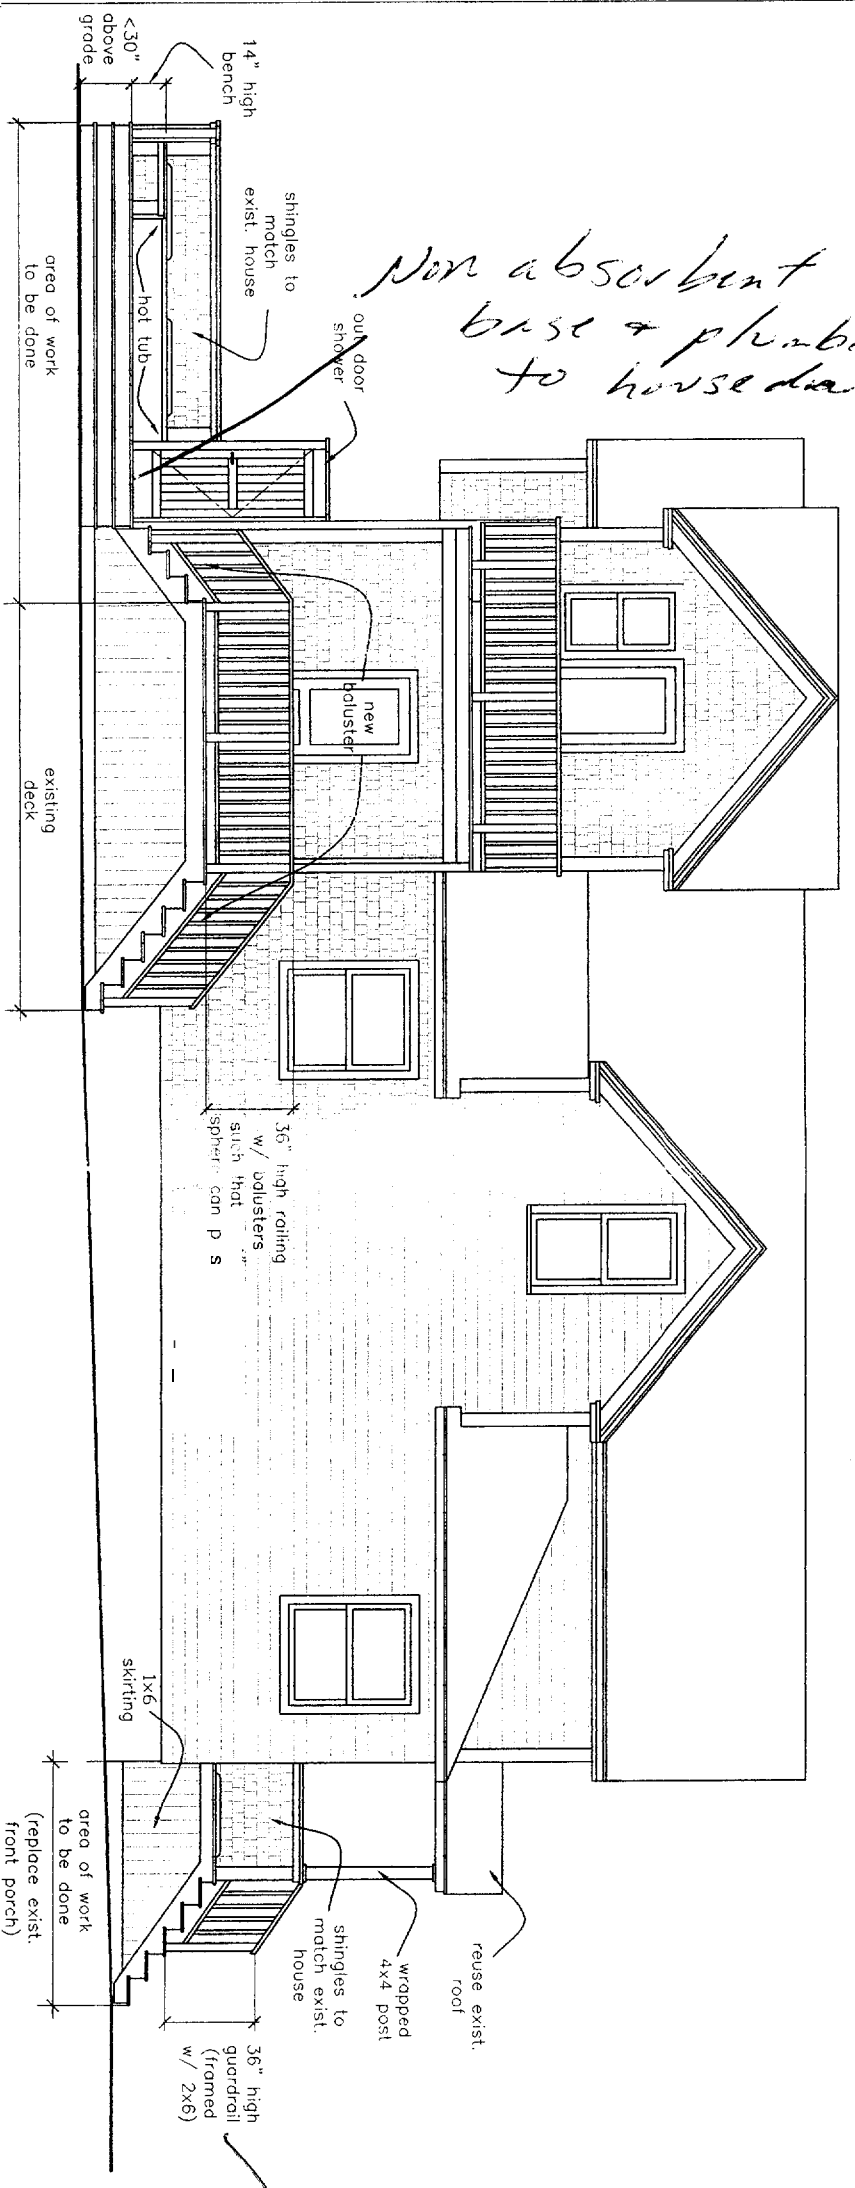 Non absorbent
base +
to house
<30"
above
grade
14" high
bench
shingles to
match
exist. house
out door
shower
hot tub
area of work
to be done
existing
deck
new
baluster
36" high railing
w/ balusters
such that
can
1x6
skirting
area of work
to be done
(replace exist.
front porch)
shingles to
match exist.
house
wrapped
4x4 post
reuse exist.
roof
36" high
guardrail
(framed
w/ 2x6)